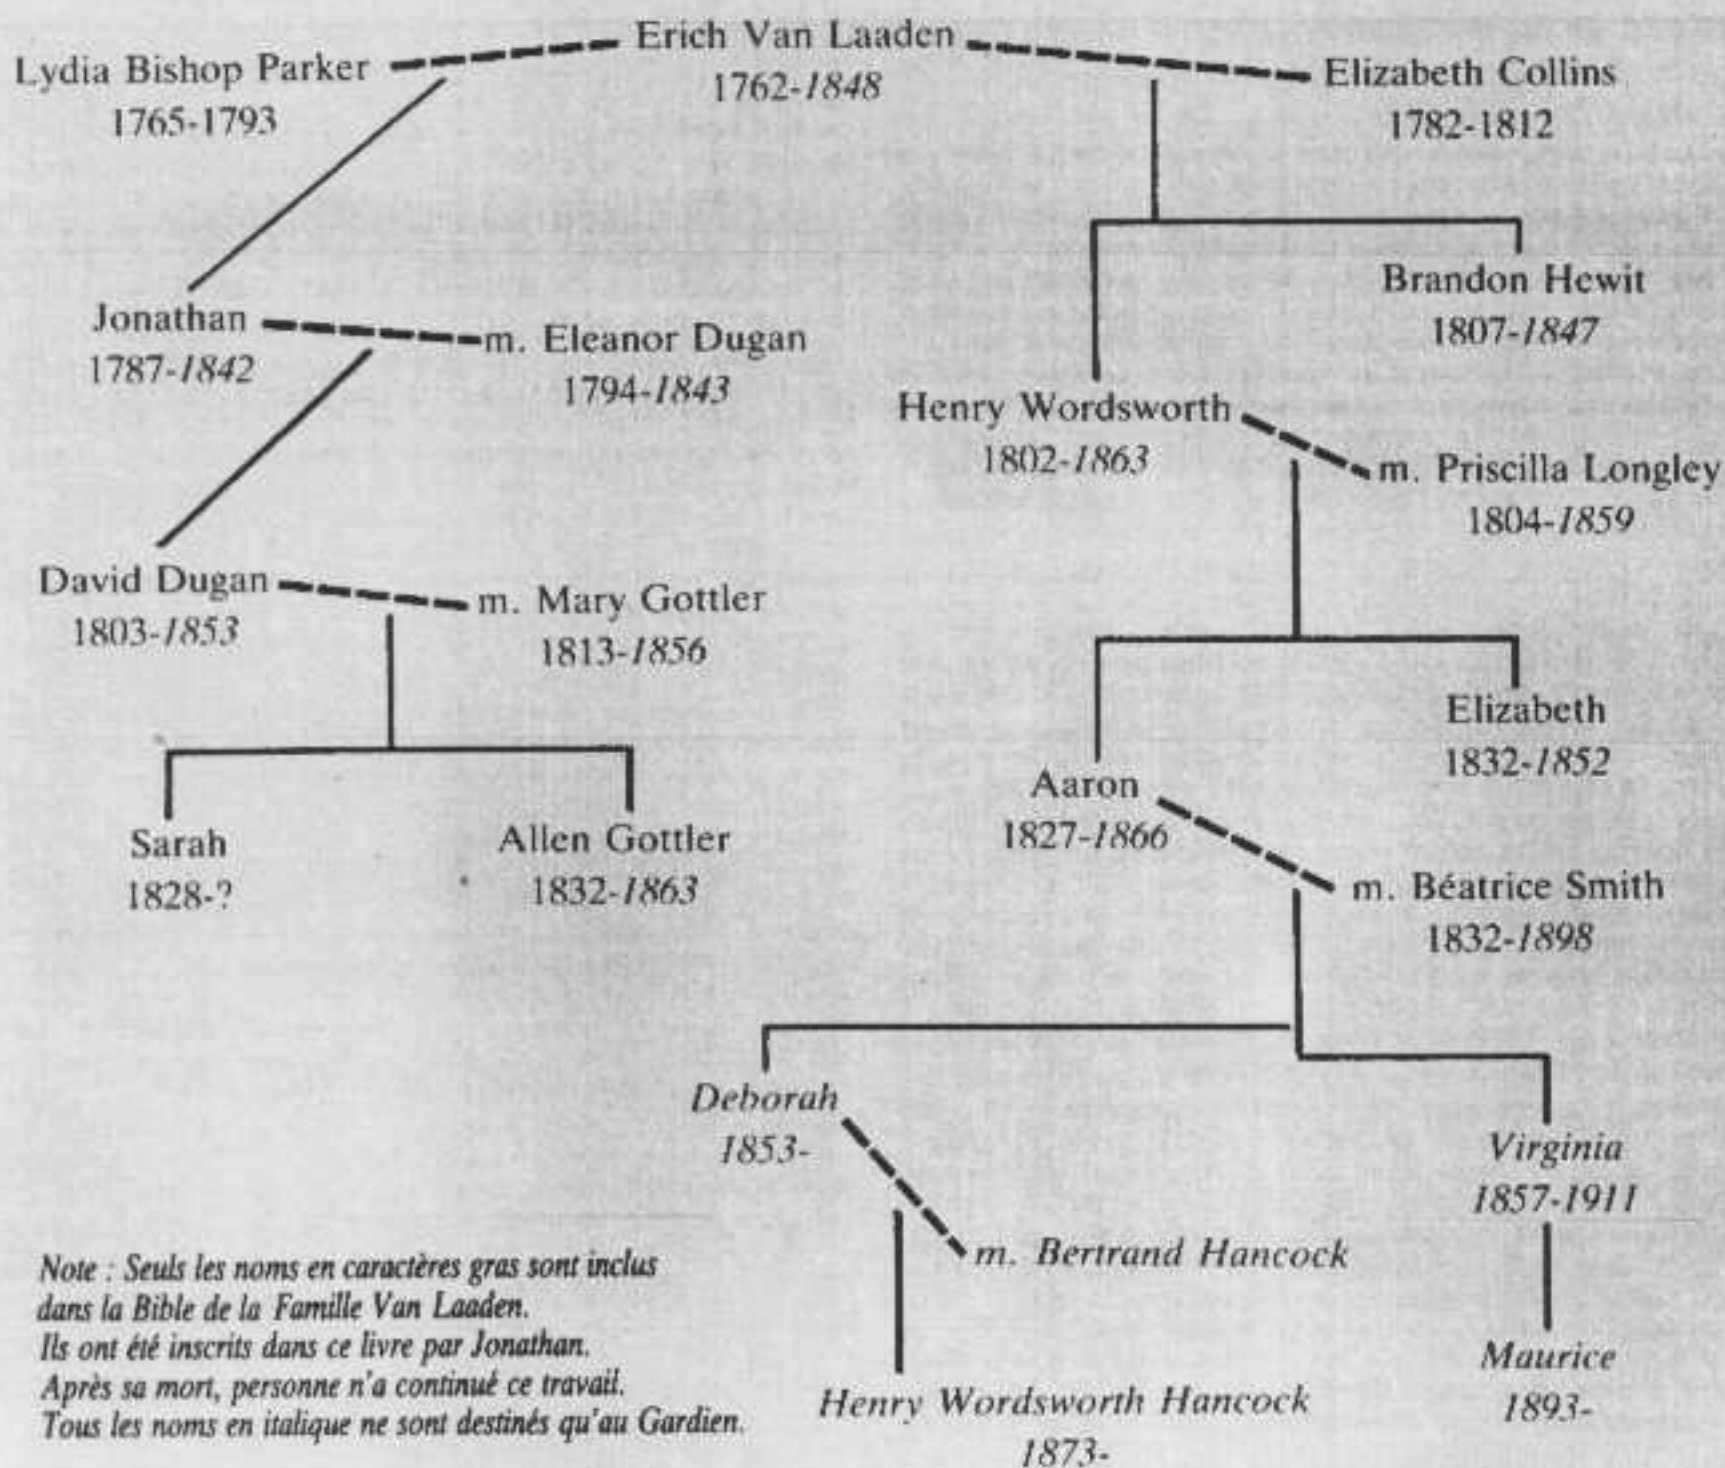 Erich Van Laaden
1762-1848
Lydia Bishop Parker
1765-1793
Elizabeth Collins
1782-1812
Brandon Hewit
1807-1847
Jonathan
1787-1842
m. Eleanor Dugan
1794-1843
Henry Wordsworth
1802-1863
m. Priscilla Longley
1804-1859
David Dugan
1803-1853
m. Mary Gottler
1813-1856
Elizabeth
1832-1852
Aaron
1827-1866
Sarah
1828-?
Allen Gottler
1832-1863
m. Béatrice Smith
1832-1898
Deborah
1853-
Virginia
1857-1911
m. Bertrand Hancock
Maurice
1893-
Henry Wordsworth Hancock
1873-
Note : Seuls les noms en caractères gras sont inclus
dans la Bible de la Famille Van Laaden.
Ils ont été inscrits dans ce livre par Jonathan.
Après sa mort, personne n'a continué ce travail.
Tous les noms en italique ne sont destinés qu'au Gardien.